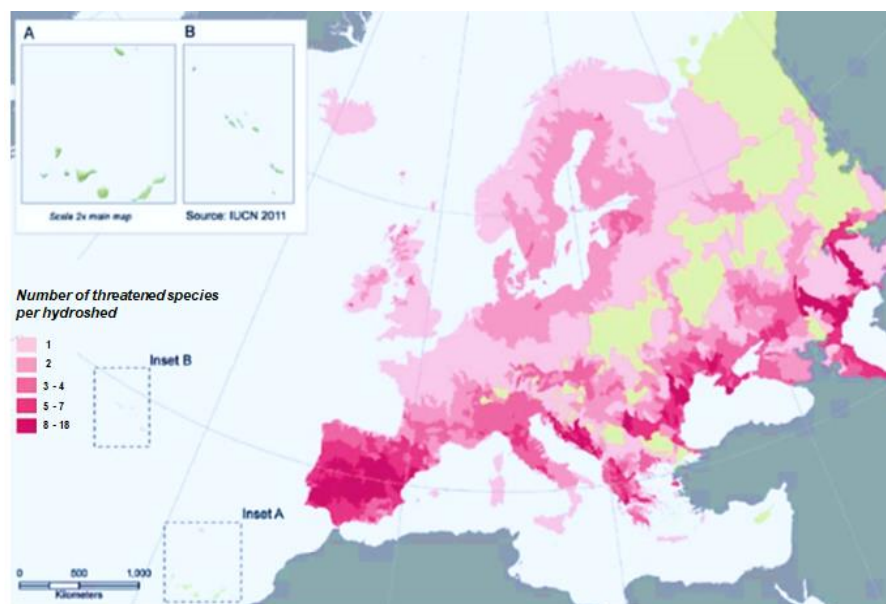 A
B
Scale 2x main map
Source: IUCN 2011
Number of threatened species
per hydroshed
1
2
3 - 4
5 - 7
8 - 18
Inset B
Inset A
0 500 1,000
Kilometers